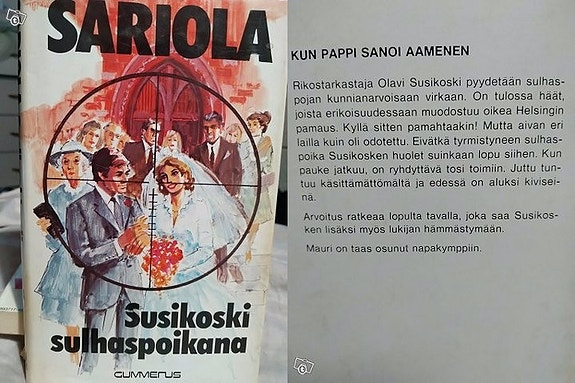 SARIOLA
Susikoski
sulhaspoikana
GUMMERUS
KUN PAPPI SANOI AAMENEN
Rikostarkastaja Olavi Susikoski pyydetään sulhas-
pojan kunnianarvoisaan virkaan. On tulossa häät,
joista erikoisuudessaan muodostuu oikea Helsingin
pamaus. Kyllä sitten pamahtaakin! Mutta aivan eri
lailla kuin oli odotettu. Eivätkä tyrmistyneen sulhas-
poika Susikosken huolet suinkaan lopu siihen. Kun
pauke jatkuu, on ryhdyttävä tosi toimiin. Juttu tun-
tuu käsittämättömältä ja edessä on aluksi kivisei-
nä.
Arvoitus ratkeaa lopulta tavalla, joka saa Susikos-
ken lisäksi myös lukijan hämmästymään.
Mauri on taas osunut napakymppiin.